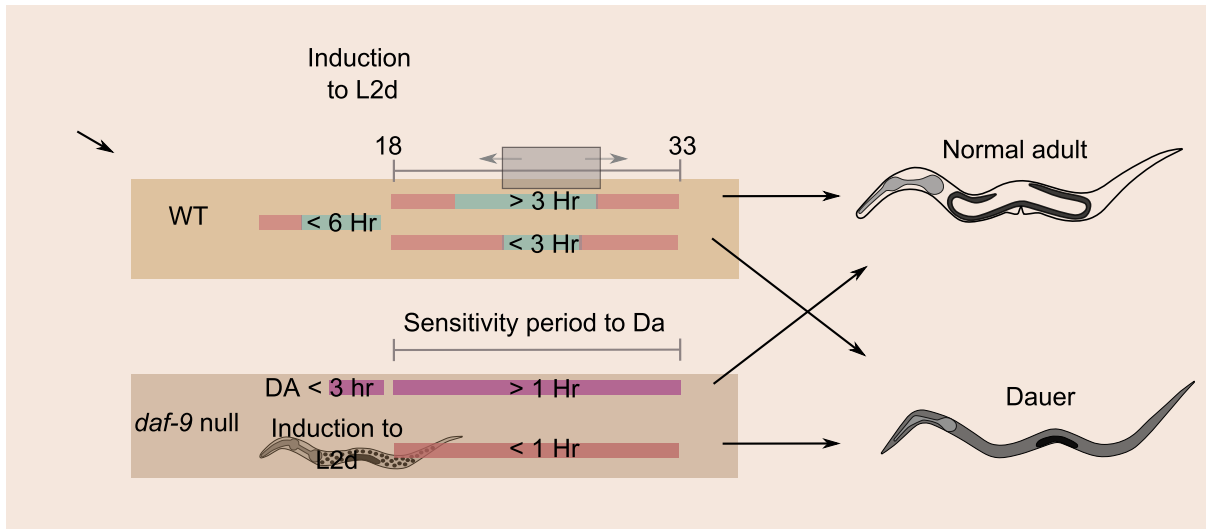 Induction
to L2d
18
33
Normal adult
WT
< 6 Hr
> 3 Hr
< 3 Hr
Sensitivity period to Da
DA < 3 hr
> 1 Hr
Dauer
daf-9 null
Induction to
L2d
< 1 Hr